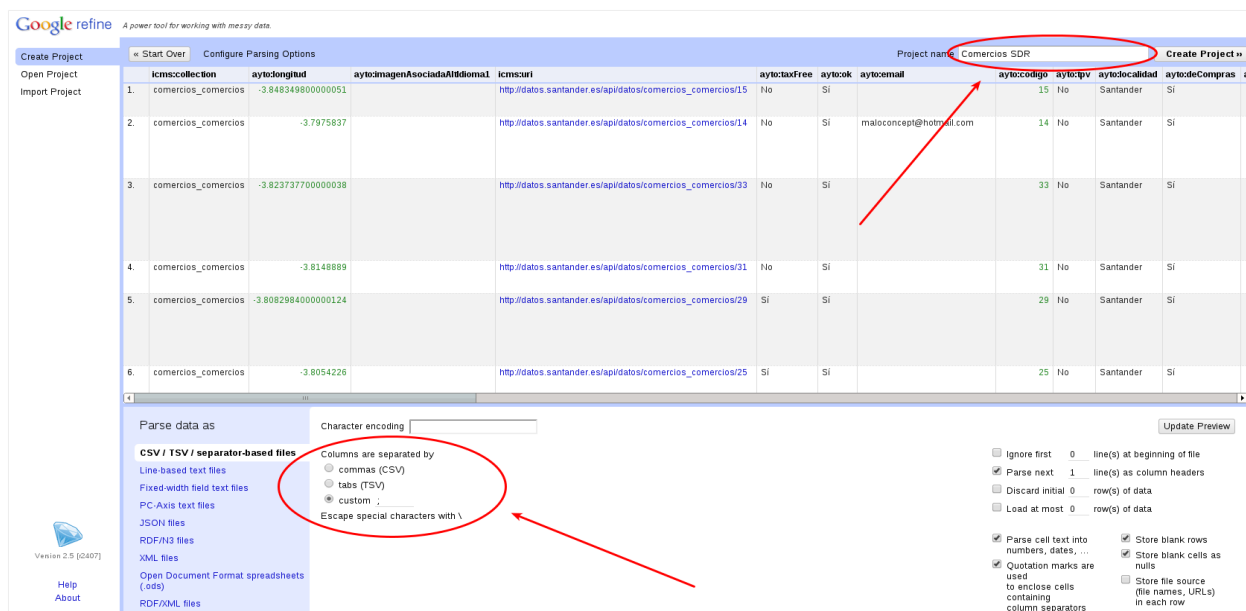 Google refine A power tool for working with messy data.
Create Project
Open Project
Import Project
« Start Over Configure Parsing Options Project name Comercios SDR Create Project »
icms:collection ayto:longitud ayto:imagenAsociadaAltIdioma1 icms:uri ayto:taxFree ayto:ok ayto:email ayto:codigo ayto:tpv ayto:localidad ayto:deCompras
1. comercios_comercios -3.848349800000051 http://datos.santander.es/api/datos/comercios_comercios/15 No Sí 15 No Santander Sí
2. comercios_comercios -3.7975837 http://datos.santander.es/api/datos/comercios_comercios/14 No Sí maloconcept@hotmail.com 14 No Santander Sí
3. comercios_comercios -3.823737700000038 http://datos.santander.es/api/datos/comercios_comercios/33 No Sí 33 No Santander Sí
4. comercios_comercios -3.8148889 http://datos.santander.es/api/datos/comercios_comercios/31 No Sí 31 No Santander Sí
5. comercios_comercios -3.8082984000000124 http://datos.santander.es/api/datos/comercios_comercios/29 Sí Sí 29 No Santander Sí
6. comercios_comercios -3.8054226 http://datos.santander.es/api/datos/comercios_comercios/25 Sí Sí 25 No Santander Sí
Parse data as
CSV / TSV / separator-based files
Line-based text files
Fixed-width field text files
PC-Axis text files
JSON files
RDF/N3 files
XML files
Open Document Format spreadsheets
(.ods)
RDF/XML files
Character encoding
Columns are separated by
commas (CSV)
tabs (TSV)
custom ;
Escape special characters with \
Update Preview
Ignore first 0 line(s) at beginning of file
Parse next 1 line(s) as column headers
Discard initial 0 row(s) of data
Load at most 0 row(s) of data
Parse cell text into
numbers, dates, ...
Quotation marks are
used
to enclose cells
containing
column separators
Store blank rows
Store blank cells as
nulls
Store file source
(file names, URLs)
in each row
Version 2.5 [r2407]
Help
About